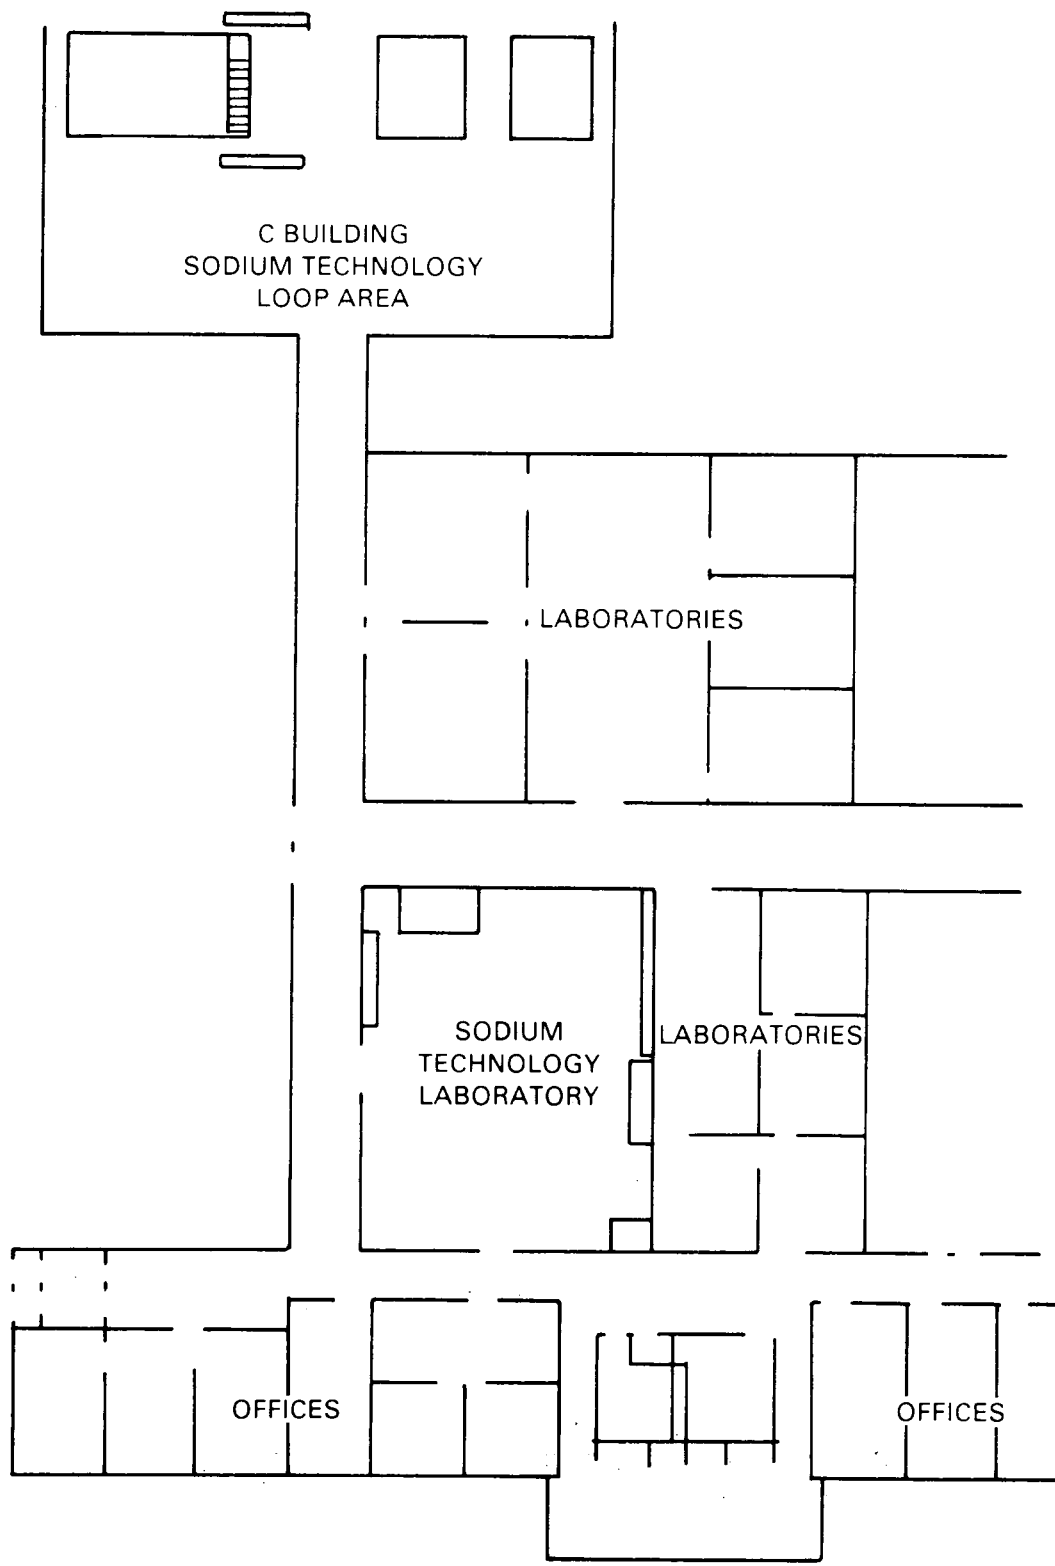 C BUILDING
SODIUM TECHNOLOGY
LOOP AREA
LABORATORIES
SODIUM
TECHNOLOGY
LABORATORY
LABORATORIES
OFFICES
OFFICES